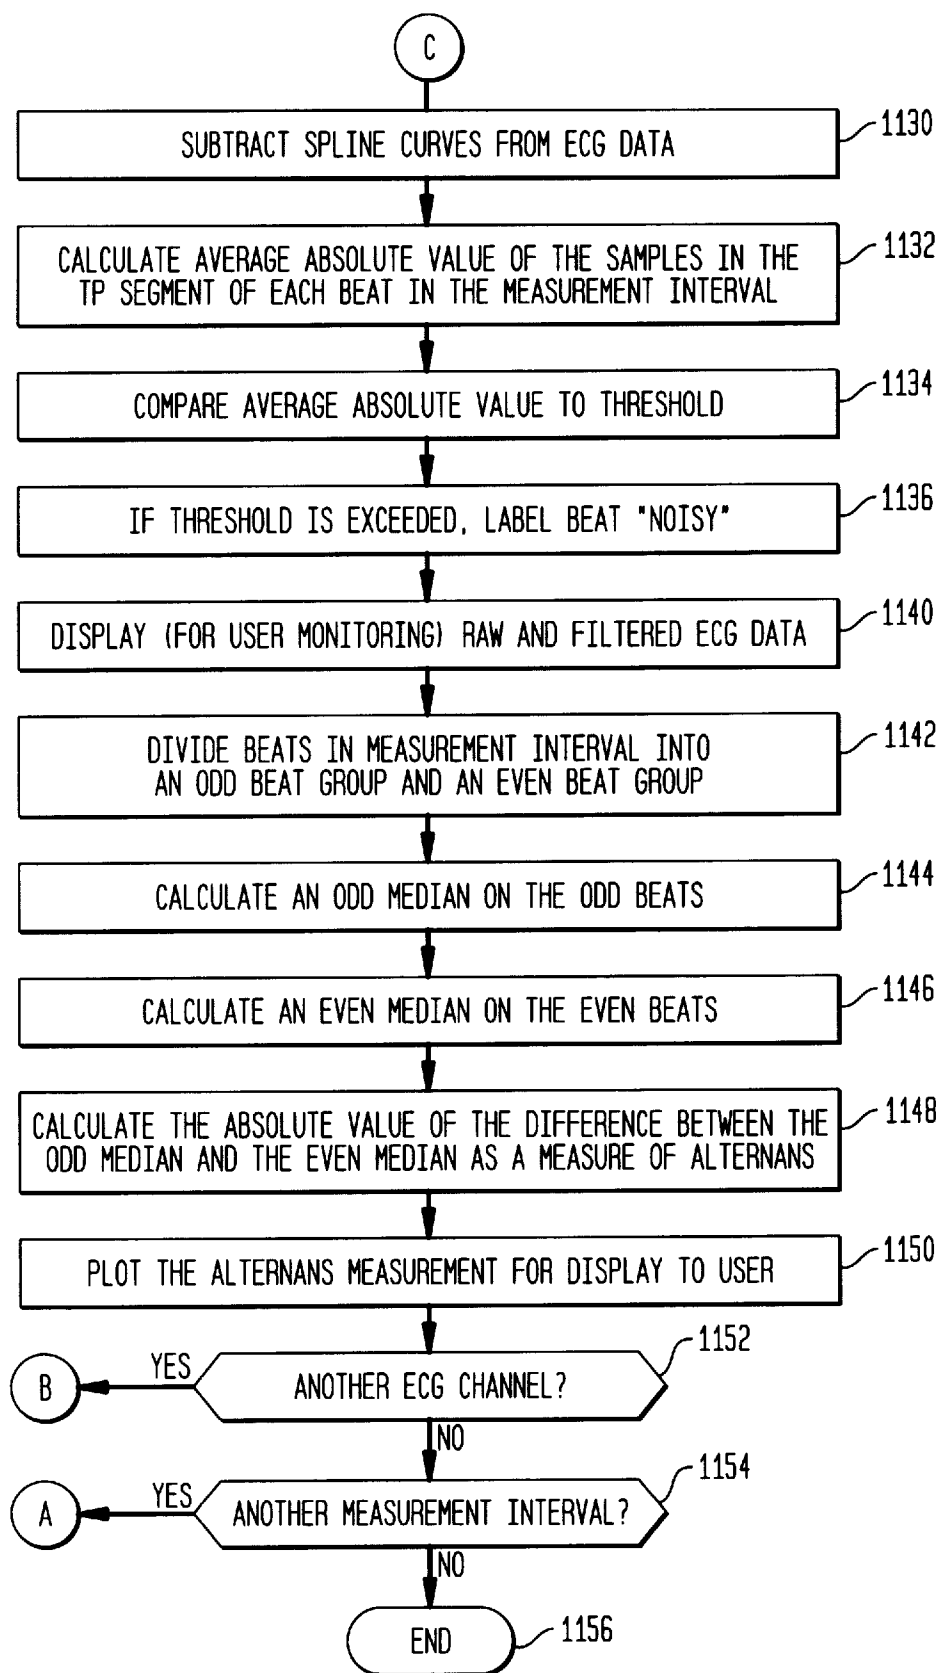 C
SUBTRACT SPLINE CURVES FROM ECG DATA
1130
CALCULATE AVERAGE ABSOLUTE VALUE OF THE SAMPLES IN THE
TP SEGMENT OF EACH BEAT IN THE MEASUREMENT INTERVAL
1132
COMPARE AVERAGE ABSOLUTE VALUE TO THRESHOLD
1134
IF THRESHOLD IS EXCEEDED, LABEL BEAT "NOISY"
1136
DISPLAY (FOR USER MONITORING) RAW AND FILTERED ECG DATA
1140
DIVIDE BEATS IN MEASUREMENT INTERVAL INTO
AN ODD BEAT GROUP AND AN EVEN BEAT GROUP
1142
CALCULATE AN ODD MEDIAN ON THE ODD BEATS
1144
CALCULATE AN EVEN MEDIAN ON THE EVEN BEATS
1146
CALCULATE THE ABSOLUTE VALUE OF THE DIFFERENCE BETWEEN THE
ODD MEDIAN AND THE EVEN MEDIAN AS A MEASURE OF ALTERNANS
1148
PLOT THE ALTERNANS MEASUREMENT FOR DISPLAY TO USER
1150
ANOTHER ECG CHANNEL?
1152
YES
B
NO
ANOTHER MEASUREMENT INTERVAL?
1154
YES
A
NO
END
1156